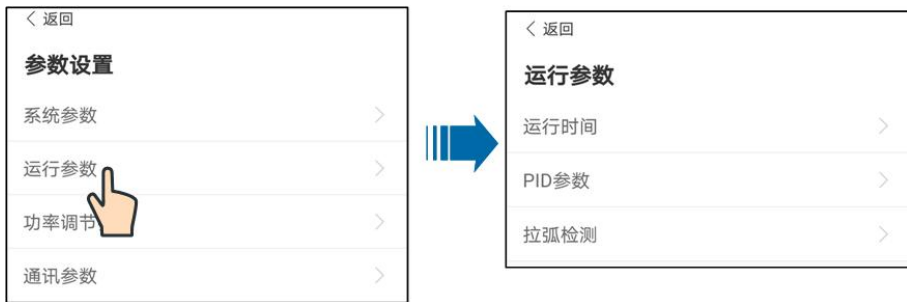 < 返回
参数设置
系统参数
运行参数
功率调节
通讯参数
< 返回
运行参数
运行时间
PID参数
拉弧检测